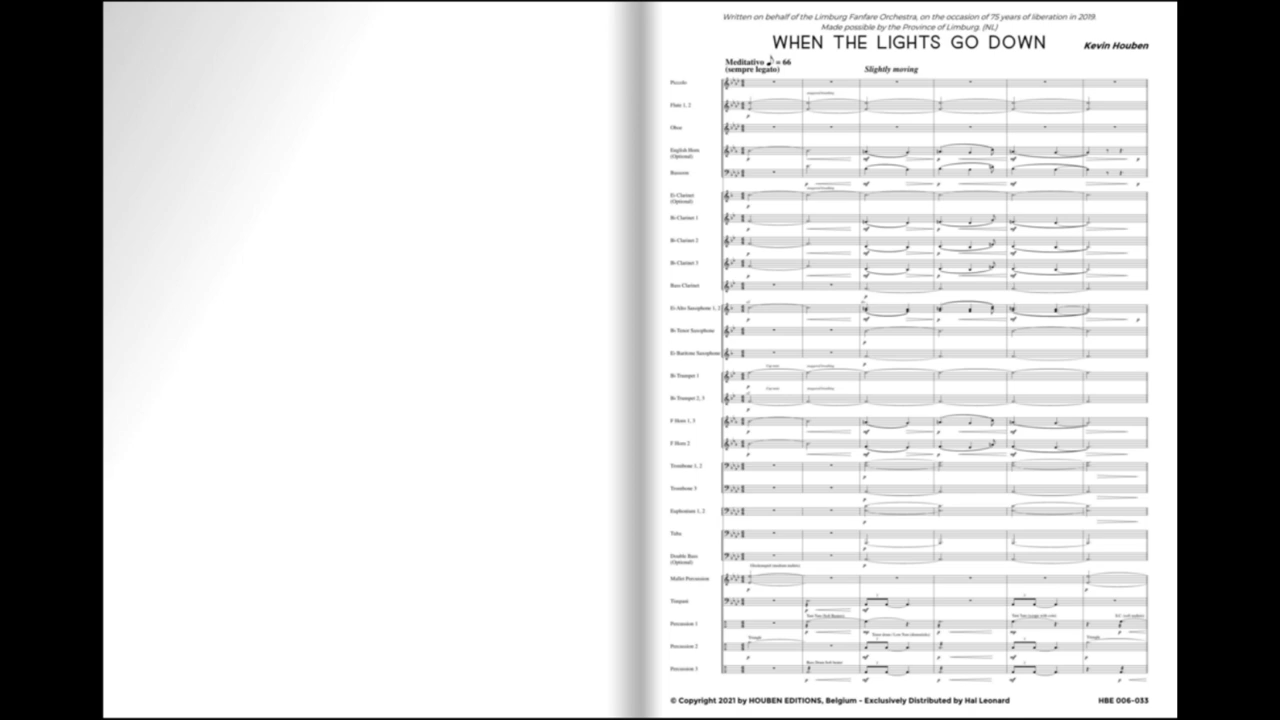 Written on behalf of the Limburg Fanfare Orchestra, on the occasion of 75 years of liberation in 2019.
Made possible by the Province of Limburg. (NL)
WHEN THE LIGHTS GO DOWN
Kevin Houben
Meditativo ♪ = 66
(sempre legato)
Slightly moving
Piccolo
Flute 1, 2
Oboe
English Horn
(Optional)
Bassoon
E♭ Clarinet
(Optional)
B♭ Clarinet 1
B♭ Clarinet 2
B♭ Clarinet 3
Bass Clarinet
E♭ Alto Saxophone 1, 2
B♭ Tenor Saxophone
E♭ Baritone Saxophone
B♭ Trumpet 1
B♭ Trumpet 2, 3
F Horn 1, 3
F Horn 2
Trombone 1, 2
Trombone 3
Euphonium 1, 2
Tuba
Double Bass
(Optional)
Mallet Percussion
Timpani
Percussion 1
Percussion 2
Percussion 3
© Copyright 2021 by HOUBEN EDITIONS, Belgium – Exclusively Distributed by Hal Leonard
HBE 006-033